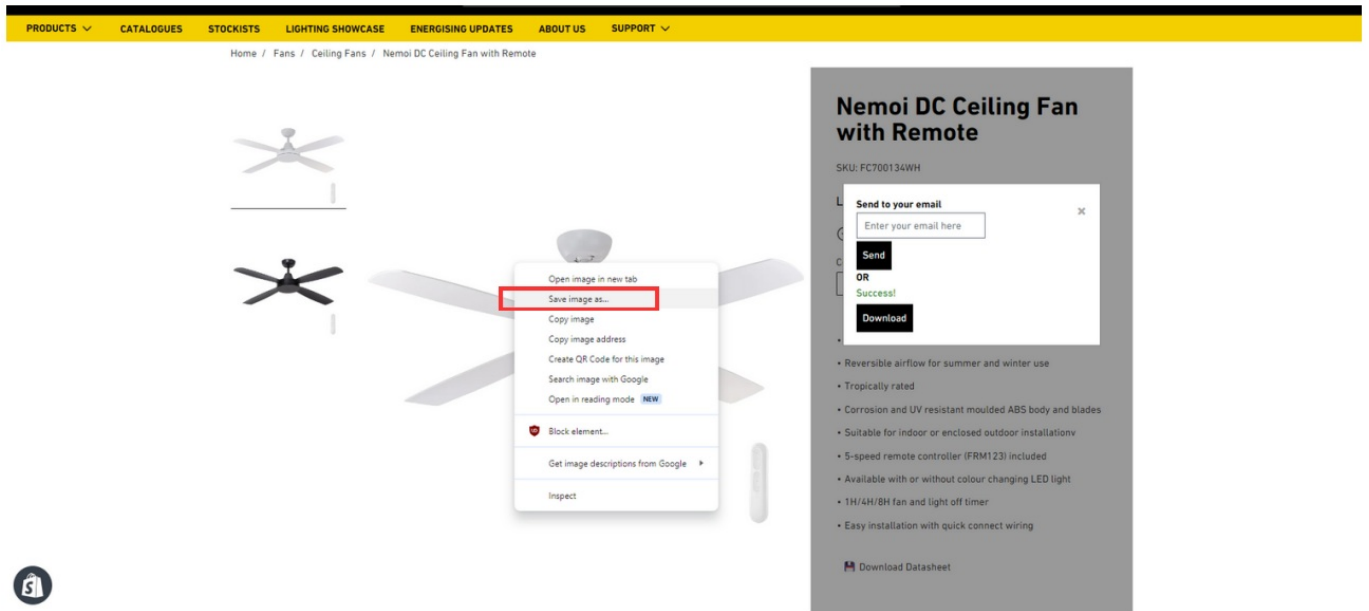 PRODUCTS CATALOGUES STOCKISTS LIGHTING SHOWCASE ENERGISING UPDATES ABOUT US SUPPORT
Home / Fans / Ceiling Fans / Nemoi DC Ceiling Fan with Remote
Nemoi DC Ceiling Fan
with Remote
SKU: FC700134WH
L
Send to your email
Enter your email here
C
Send
OR
Success!
Download
Open image in new tab
Save image as...
Copy image
Copy image address
Create QR Code for this image
Search image with Google
Open in reading mode NEW
Block element...
Get image descriptions from Google
Inspect
• Reversible airflow for summer and winter use
• Tropically rated
• Corrosion and UV resistant moulded ABS body and blades
• Suitable for indoor or enclosed outdoor installationv
• 5-speed remote controller (FRM123) included
• Available with or without colour changing LED light
• 1H/4H/8H fan and light off timer
• Easy installation with quick connect wiring
Download Datasheet